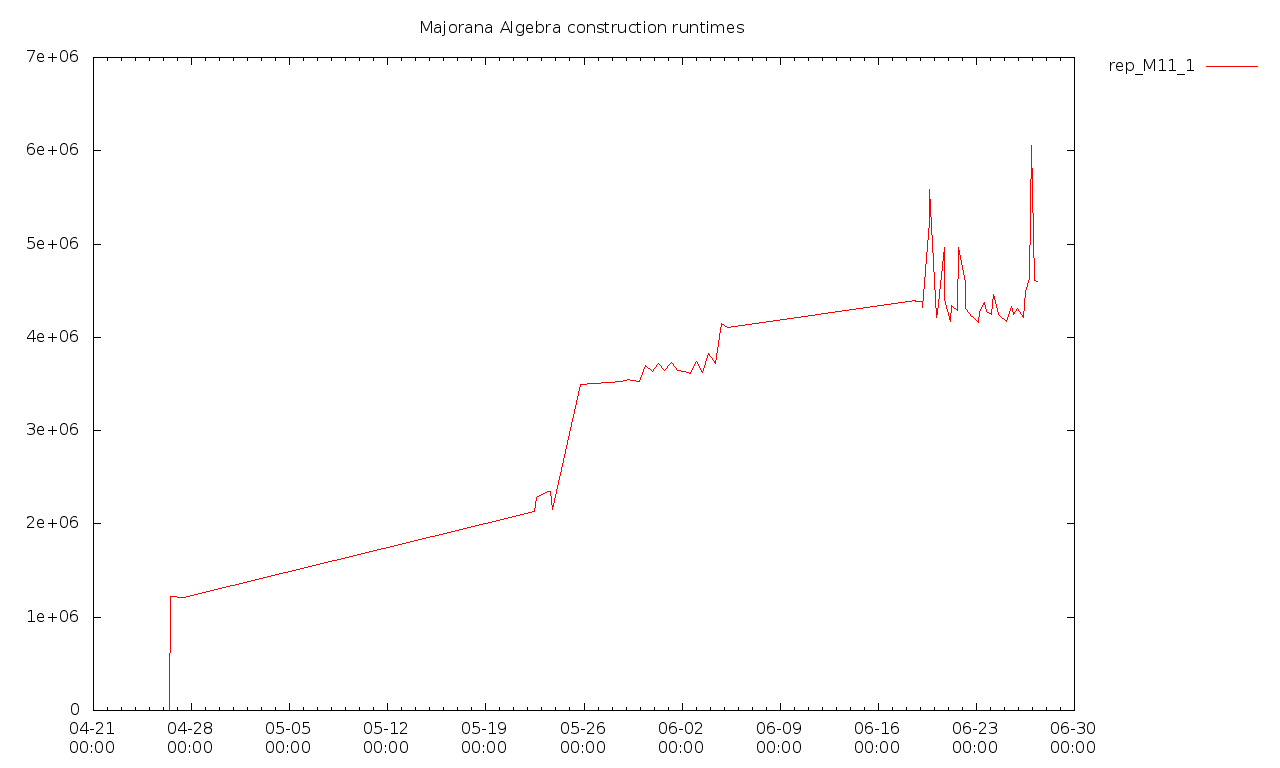 Majorana Algebra construction runtimes
rep_M11_1
7e+06
6e+06
5e+06
4e+06
3e+06
2e+06
1e+06
0
04-21 04-28 05-05 05-12 05-19 05-26 06-02 06-09 06-16 06-23 06-30
00:00 00:00 00:00 00:00 00:00 00:00 00:00 00:00 00:00 00:00 00:00